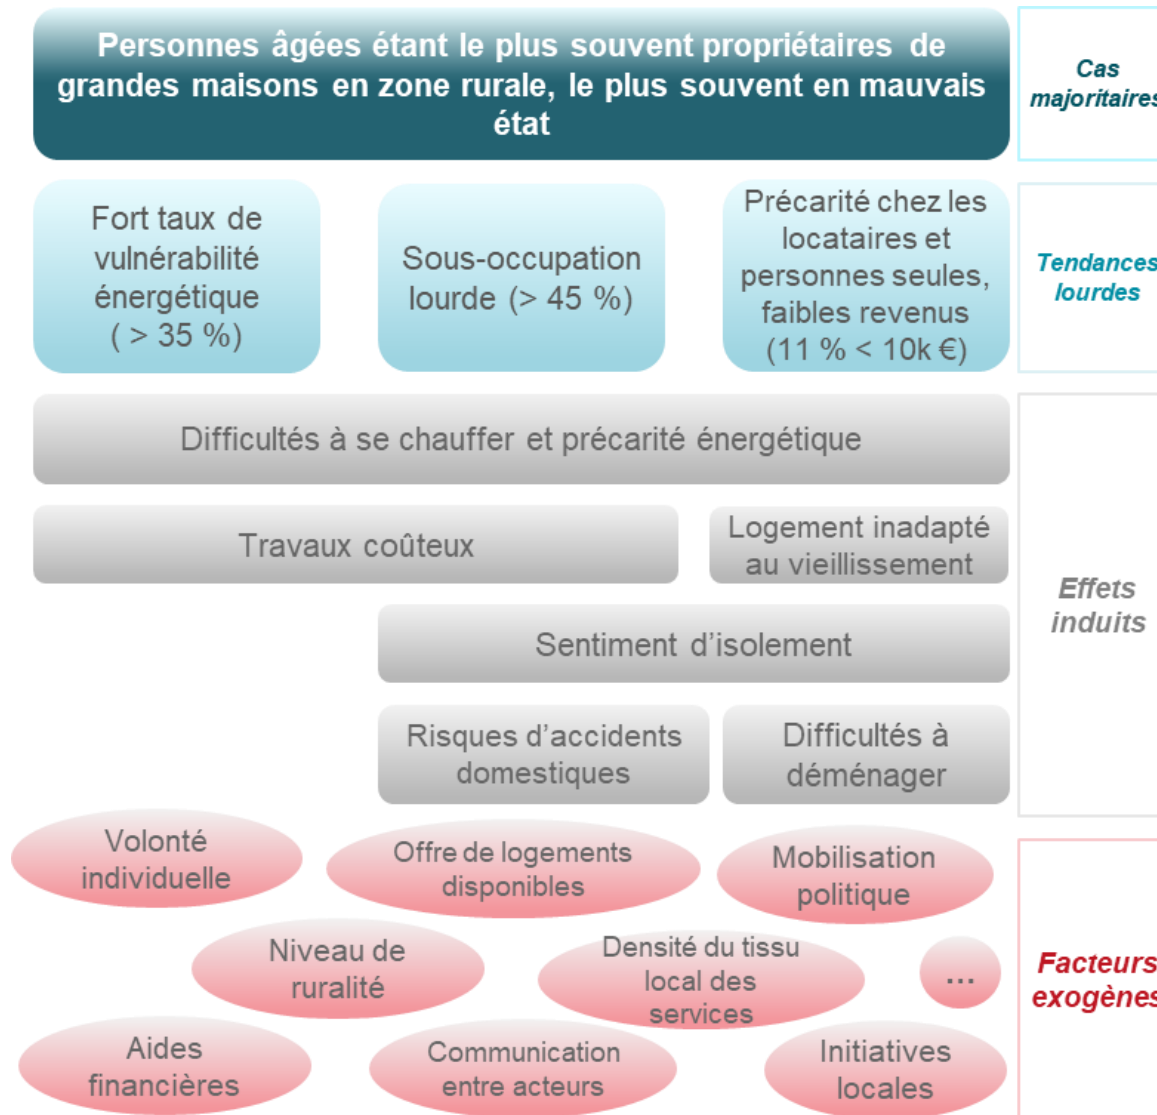 Personnes âgées étant le plus souvent propriétaires de
grandes maisons en zone rurale, le plus souvent en mauvais
état
Cas
majoritaires
Fort taux de
vulnérabilité
énergétique
( > 35 %)
Sous-occupation
lourde (> 45 %)
Précarité chez les
locataires et
personnes seules,
faibles revenus
(11 % < 10k €)
Tendances
lourdes
Difficultés à se chauffer et précarité énergétique
Travaux coûteux
Logement inadapté
au vieillissement
Sentiment d’isolement
Risques d’accidents
domestiques
Difficultés à
déménager
Effets
induits
Volonté
individuelle
Offre de logements
disponibles
Mobilisation
politique
Niveau de
ruralité
Densité du tissu
local des
services
...
Aides
financières
Communication
entre acteurs
Initiatives
locales
Facteurs
exogènes